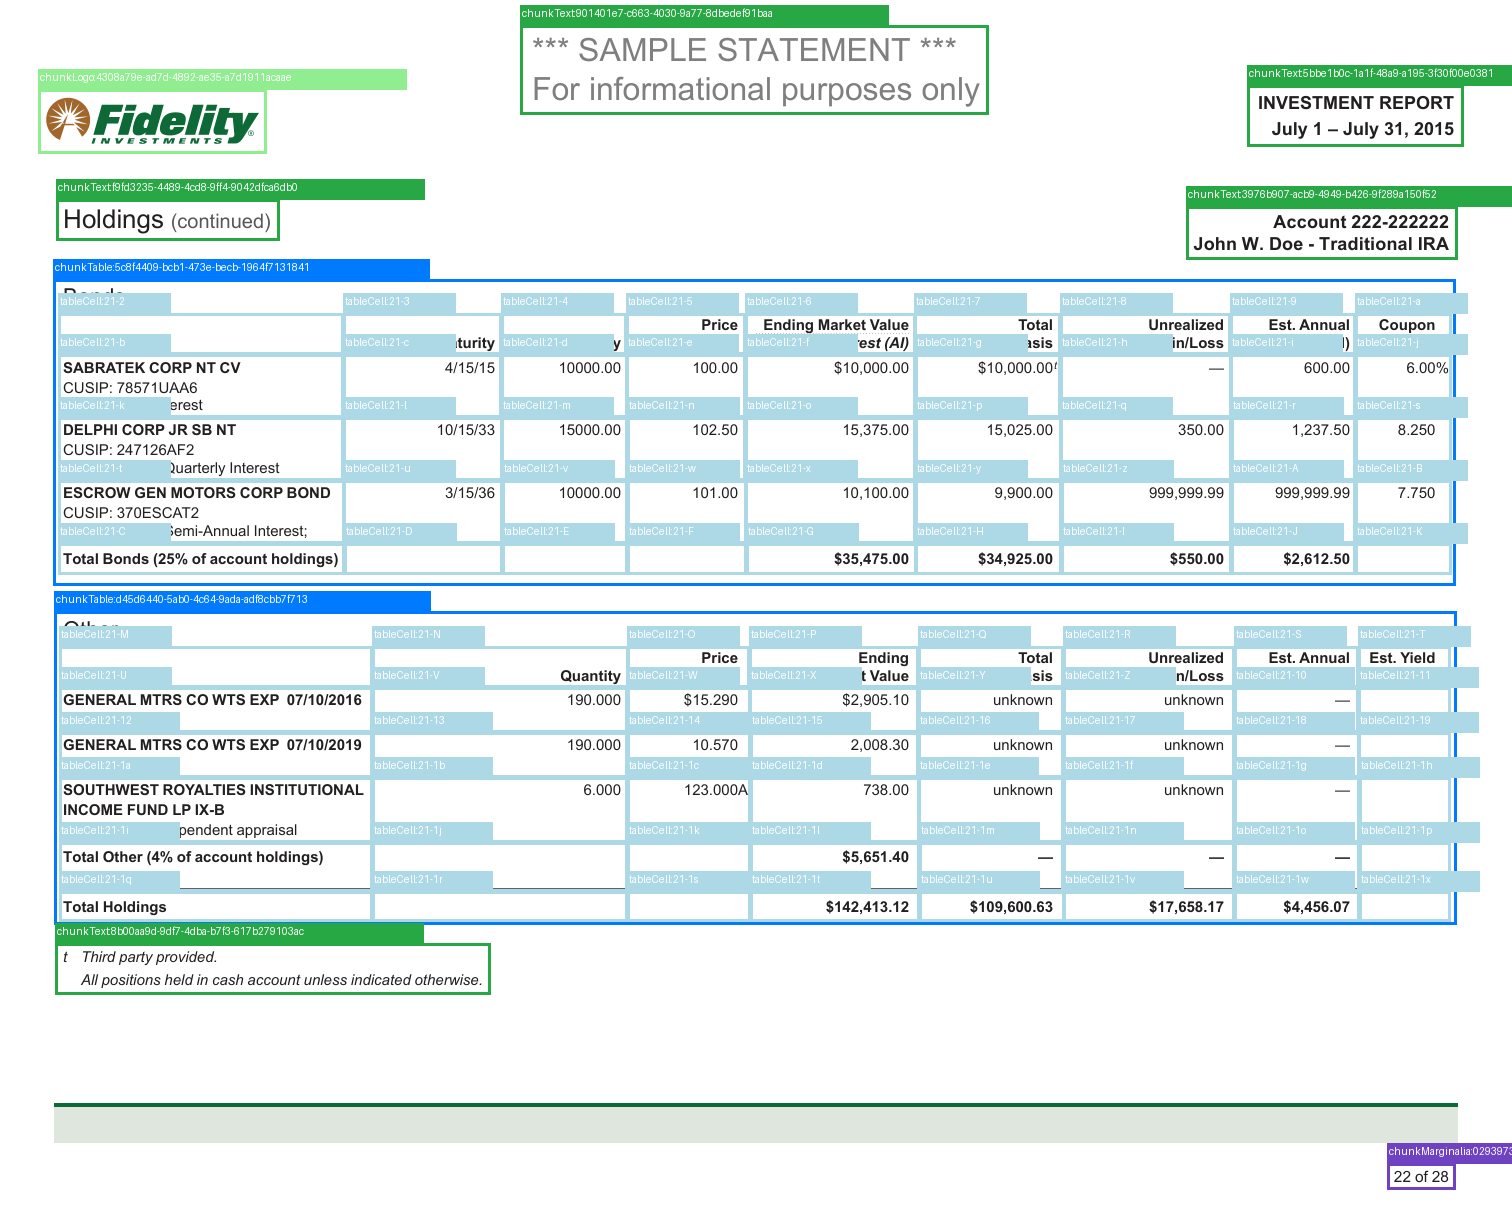 chunkText:901401e7-c663-4030-9a77-8dbedef91baa
*** SAMPLE STATEMENT ***
For informational purposes only
chunkLogo:4308a79e-ad7d-4892-ae35-a7d1911acaae
Fidelity
INVESTMENTS
chunkText:5bbe1b0c-1a1f-48a9-a195-3f30f00e0381
INVESTMENT REPORT
July 1 – July 31, 2015
chunkText:f9fd3235-4489-4cd8-9ff4-9042dfca6db0
Holdings (continued)
chunkText:3976b907-acb9-4949-b426-9f289a150f52
Account 222-222222
John W. Doe - Traditional IRA
chunkTable:5c8f4409-bcb1-473e-becb-1964f7131841
tableCell:21-2 tableCell:21-3 tableCell:21-4 tableCell:21-5 tableCell:21-6 tableCell:21-7 tableCell:21-8 tableCell:21-9 tableCell:21-a
Price Ending Market Value Total Unrealized Est. Annual Coupon
tableCell:21-b tableCell:21-c tableCell:21-d tableCell:21-e tableCell:21-f tableCell:21-g tableCell:21-h tableCell:21-i tableCell:21-j
SABRATEK CORP NT CV 4/15/15 10000.00 100.00 $10,000.00 $10,000.00t — 600.00 6.00%
CUSIP: 78571UAA6
tableCell:21-k tableCell:21-l tableCell:21-m tableCell:21-n tableCell:21-o tableCell:21-p tableCell:21-q tableCell:21-r tableCell:21-s
DELPHI CORP JR SB NT 10/15/33 15000.00 102.50 15,375.00 15,025.00 350.00 1,237.50 8.250
CUSIP: 247126AF2
tableCell:21-t Quarterly Interest tableCell:21-u tableCell:21-v tableCell:21-w tableCell:21-x tableCell:21-y tableCell:21-z tableCell:21-A tableCell:21-B
ESCROW GEN MOTORS CORP BOND 3/15/36 10000.00 101.00 10,100.00 9,900.00 999,999.99 999,999.99 7.750
CUSIP: 370ESCAT2
tableCell:21-C Semi-Annual Interest; tableCell:21-D tableCell:21-E tableCell:21-F tableCell:21-G tableCell:21-H tableCell:21-I tableCell:21-J tableCell:21-K
Total Bonds (25% of account holdings) $35,475.00 $34,925.00 $550.00 $2,612.50
chunkTable:d45d6440-5ab0-4c64-9ada-adf8cbb7f713
tableCell:21-M tableCell:21-N tableCell:21-O tableCell:21-P tableCell:21-Q tableCell:21-R tableCell:21-S tableCell:21-T
Price Ending Total Unrealized Est. Annual Est. Yield
tableCell:21-U tableCell:21-V Quantity tableCell:21-W tableCell:21-X Value tableCell:21-Y tableCell:21-Z tableCell:21-10 tableCell:21-11
GENERAL MTRS CO WTS EXP 07/10/2016 190.000 $15.290 $2,905.10 unknown unknown —
tableCell:21-12 tableCell:21-13 tableCell:21-14 tableCell:21-15 tableCell:21-16 tableCell:21-17 tableCell:21-18 tableCell:21-19
GENERAL MTRS CO WTS EXP 07/10/2019 190.000 10.570 2,008.30 unknown unknown —
tableCell:21-1a tableCell:21-1b tableCell:21-1c tableCell:21-1d tableCell:21-1e tableCell:21-1f tableCell:21-1g tableCell:21-1h
SOUTHWEST ROYALTIES INSTITUTIONAL 6.000 123.000A 738.00 unknown unknown —
INCOME FUND LP IX-B
tableCell:21-1i appraisal tableCell:21-1j tableCell:21-1k tableCell:21-1l tableCell:21-1m tableCell:21-1n tableCell:21-1o tableCell:21-1p
Total Other (4% of account holdings) $5,651.40 — — —
tableCell:21-1q tableCell:21-1r tableCell:21-1s tableCell:21-1t tableCell:21-1u tableCell:21-1v tableCell:21-1w tableCell:21-1x
Total Holdings $142,413.12 $109,600.63 $17,658.17 $4,456.07
chunkText:8b00aa9d-9df7-4dba-b7f3-617b279103ac
t Third party provided.
All positions held in cash account unless indicated otherwise.
chunkMarginalia:0293973
22 of 28